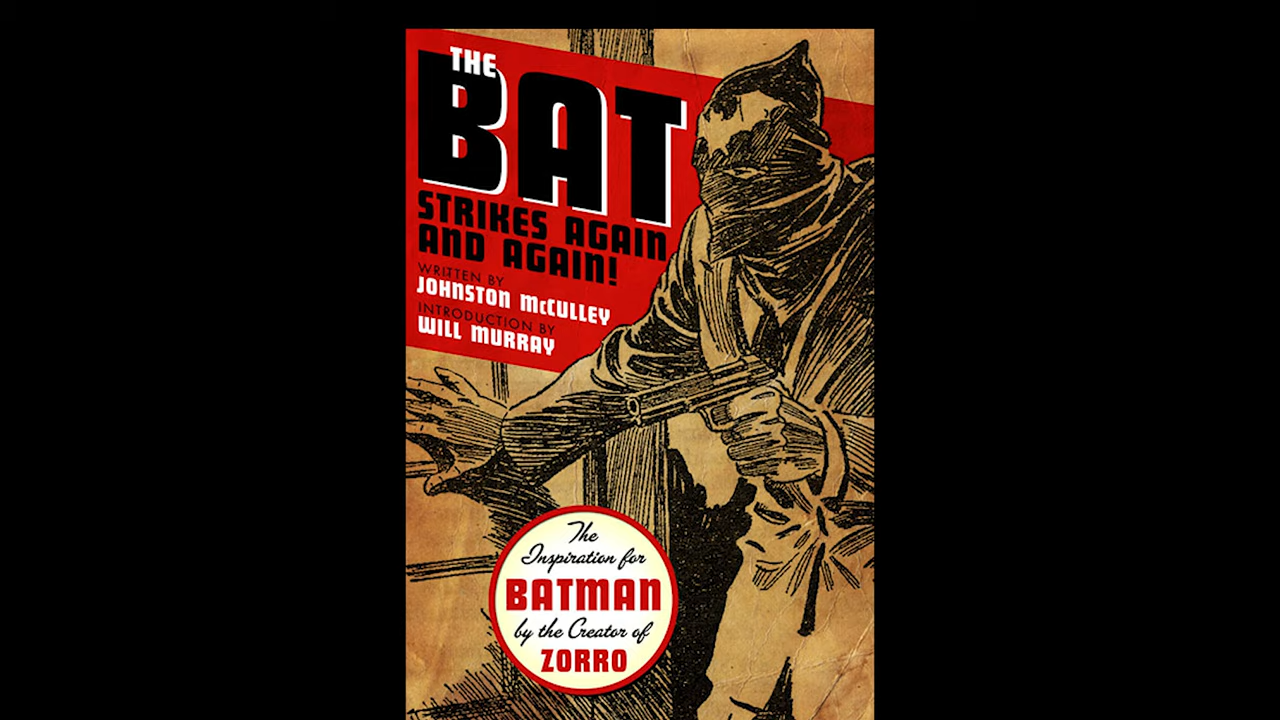 THE
BAT
STRIKES AGAIN
AND AGAIN!
WRITTEN BY
JOHNSTON McCULLEY
INTRODUCTION BY
WILL MURRAY
The
Inspiration for
BATMAN
by the Creator of
ZORRO